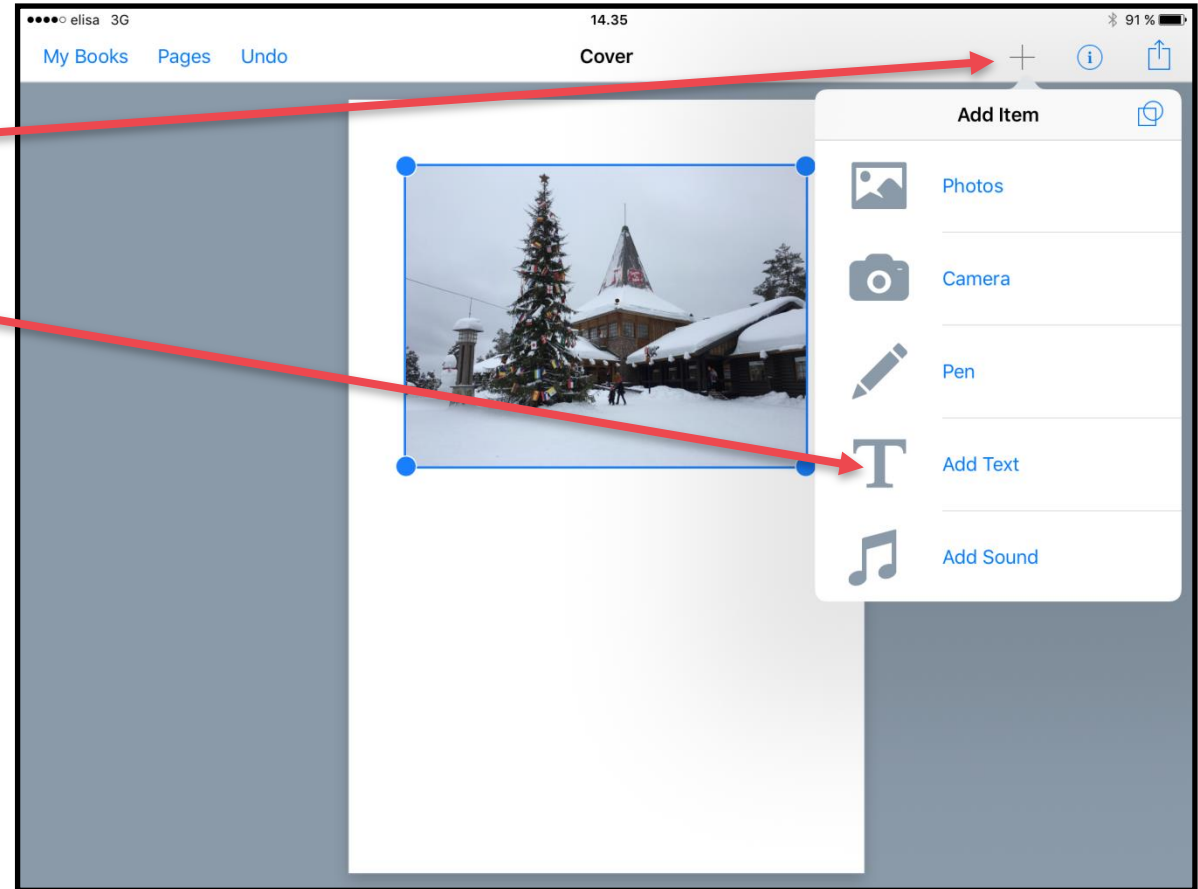 elisa 3G 14.35 91 %
My Books Pages Undo Cover
Add Item
Photos
Camera
Pen
T Add Text
Add Sound